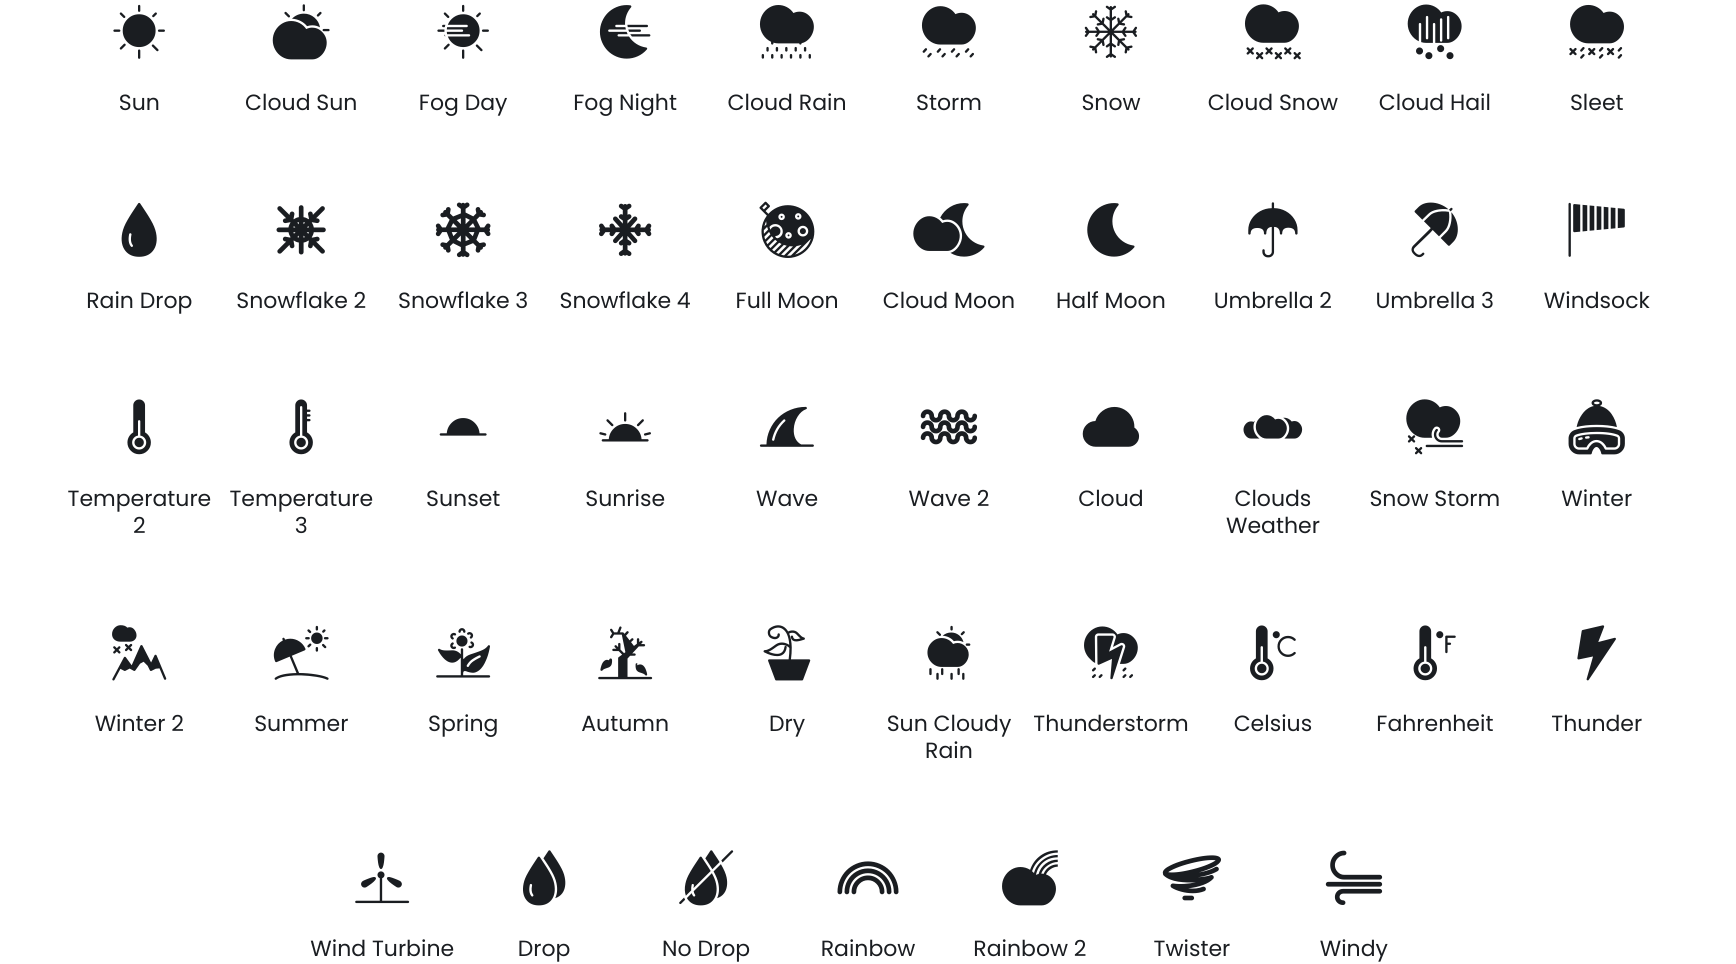 Sun Cloud Sun Fog Day Fog Night Cloud Rain Storm Snow Cloud Snow Cloud Hail Sleet
Rain Drop Snowflake 2 Snowflake 3 Snowflake 4 Full Moon Cloud Moon Half Moon Umbrella 2 Umbrella 3 Windsock
Temperature 2 Temperature 3 Sunset Sunrise Wave Wave 2 Cloud Clouds Weather Snow Storm Winter
°C °F
Winter 2 Summer Spring Autumn Dry Sun Cloudy Rain Thunderstorm Celsius Fahrenheit Thunder
Wind Turbine Drop No Drop Rainbow Rainbow 2 Twister Windy